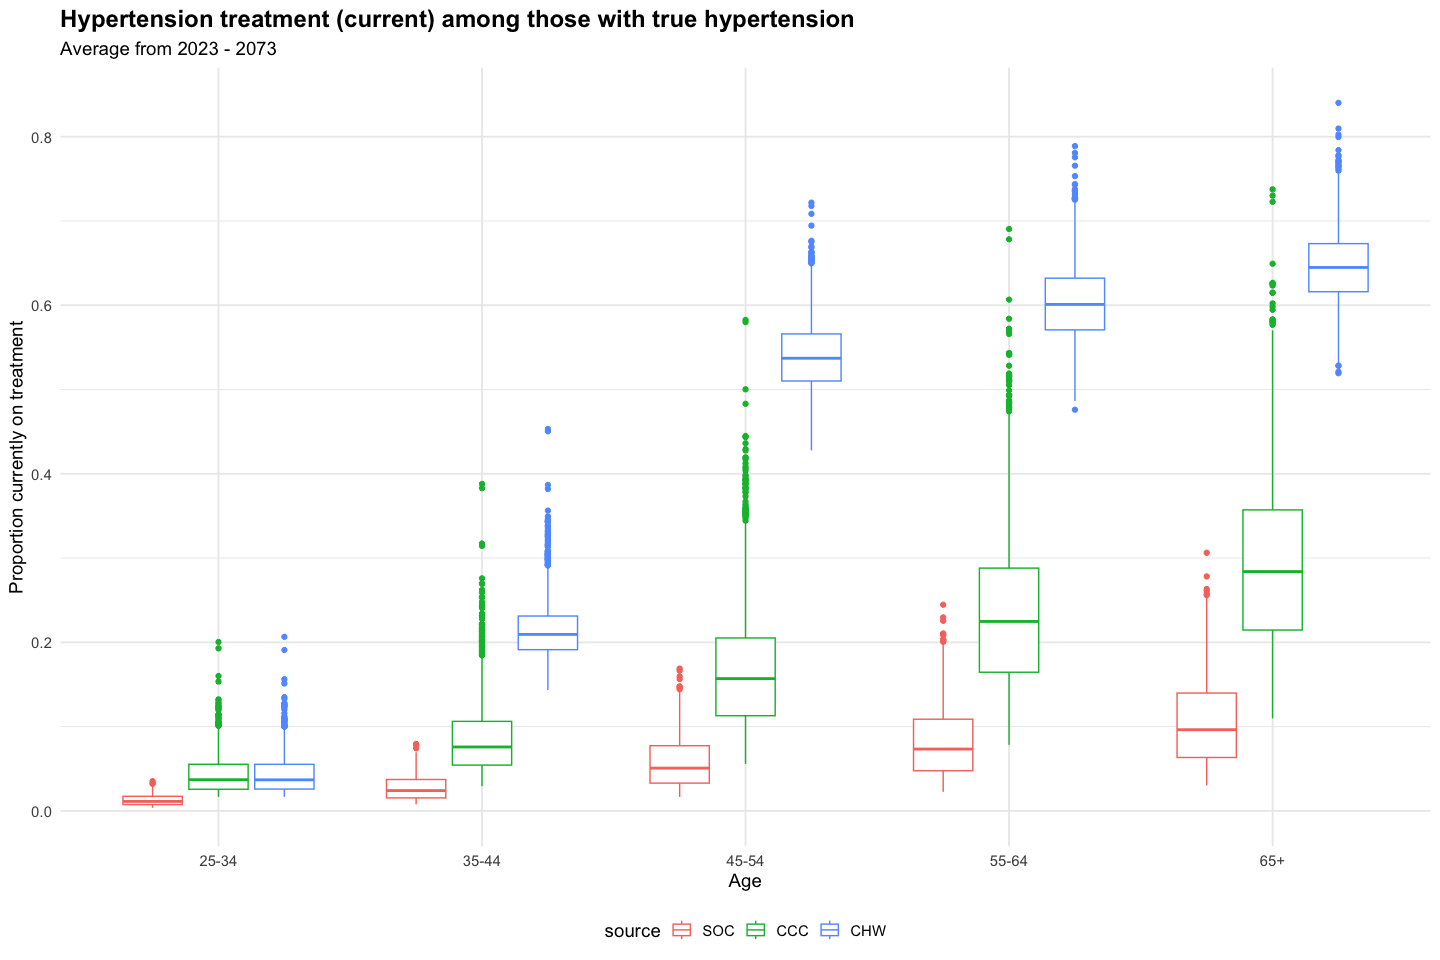 Hypertension treatment (current) among those with true hypertension
Average from 2023 - 2073
Proportion currently on treatment
0.8
0.6
0.4
0.2
0.0
25-34 35-44 45-54 55-64 65+
Age
source SOC CCC CHW